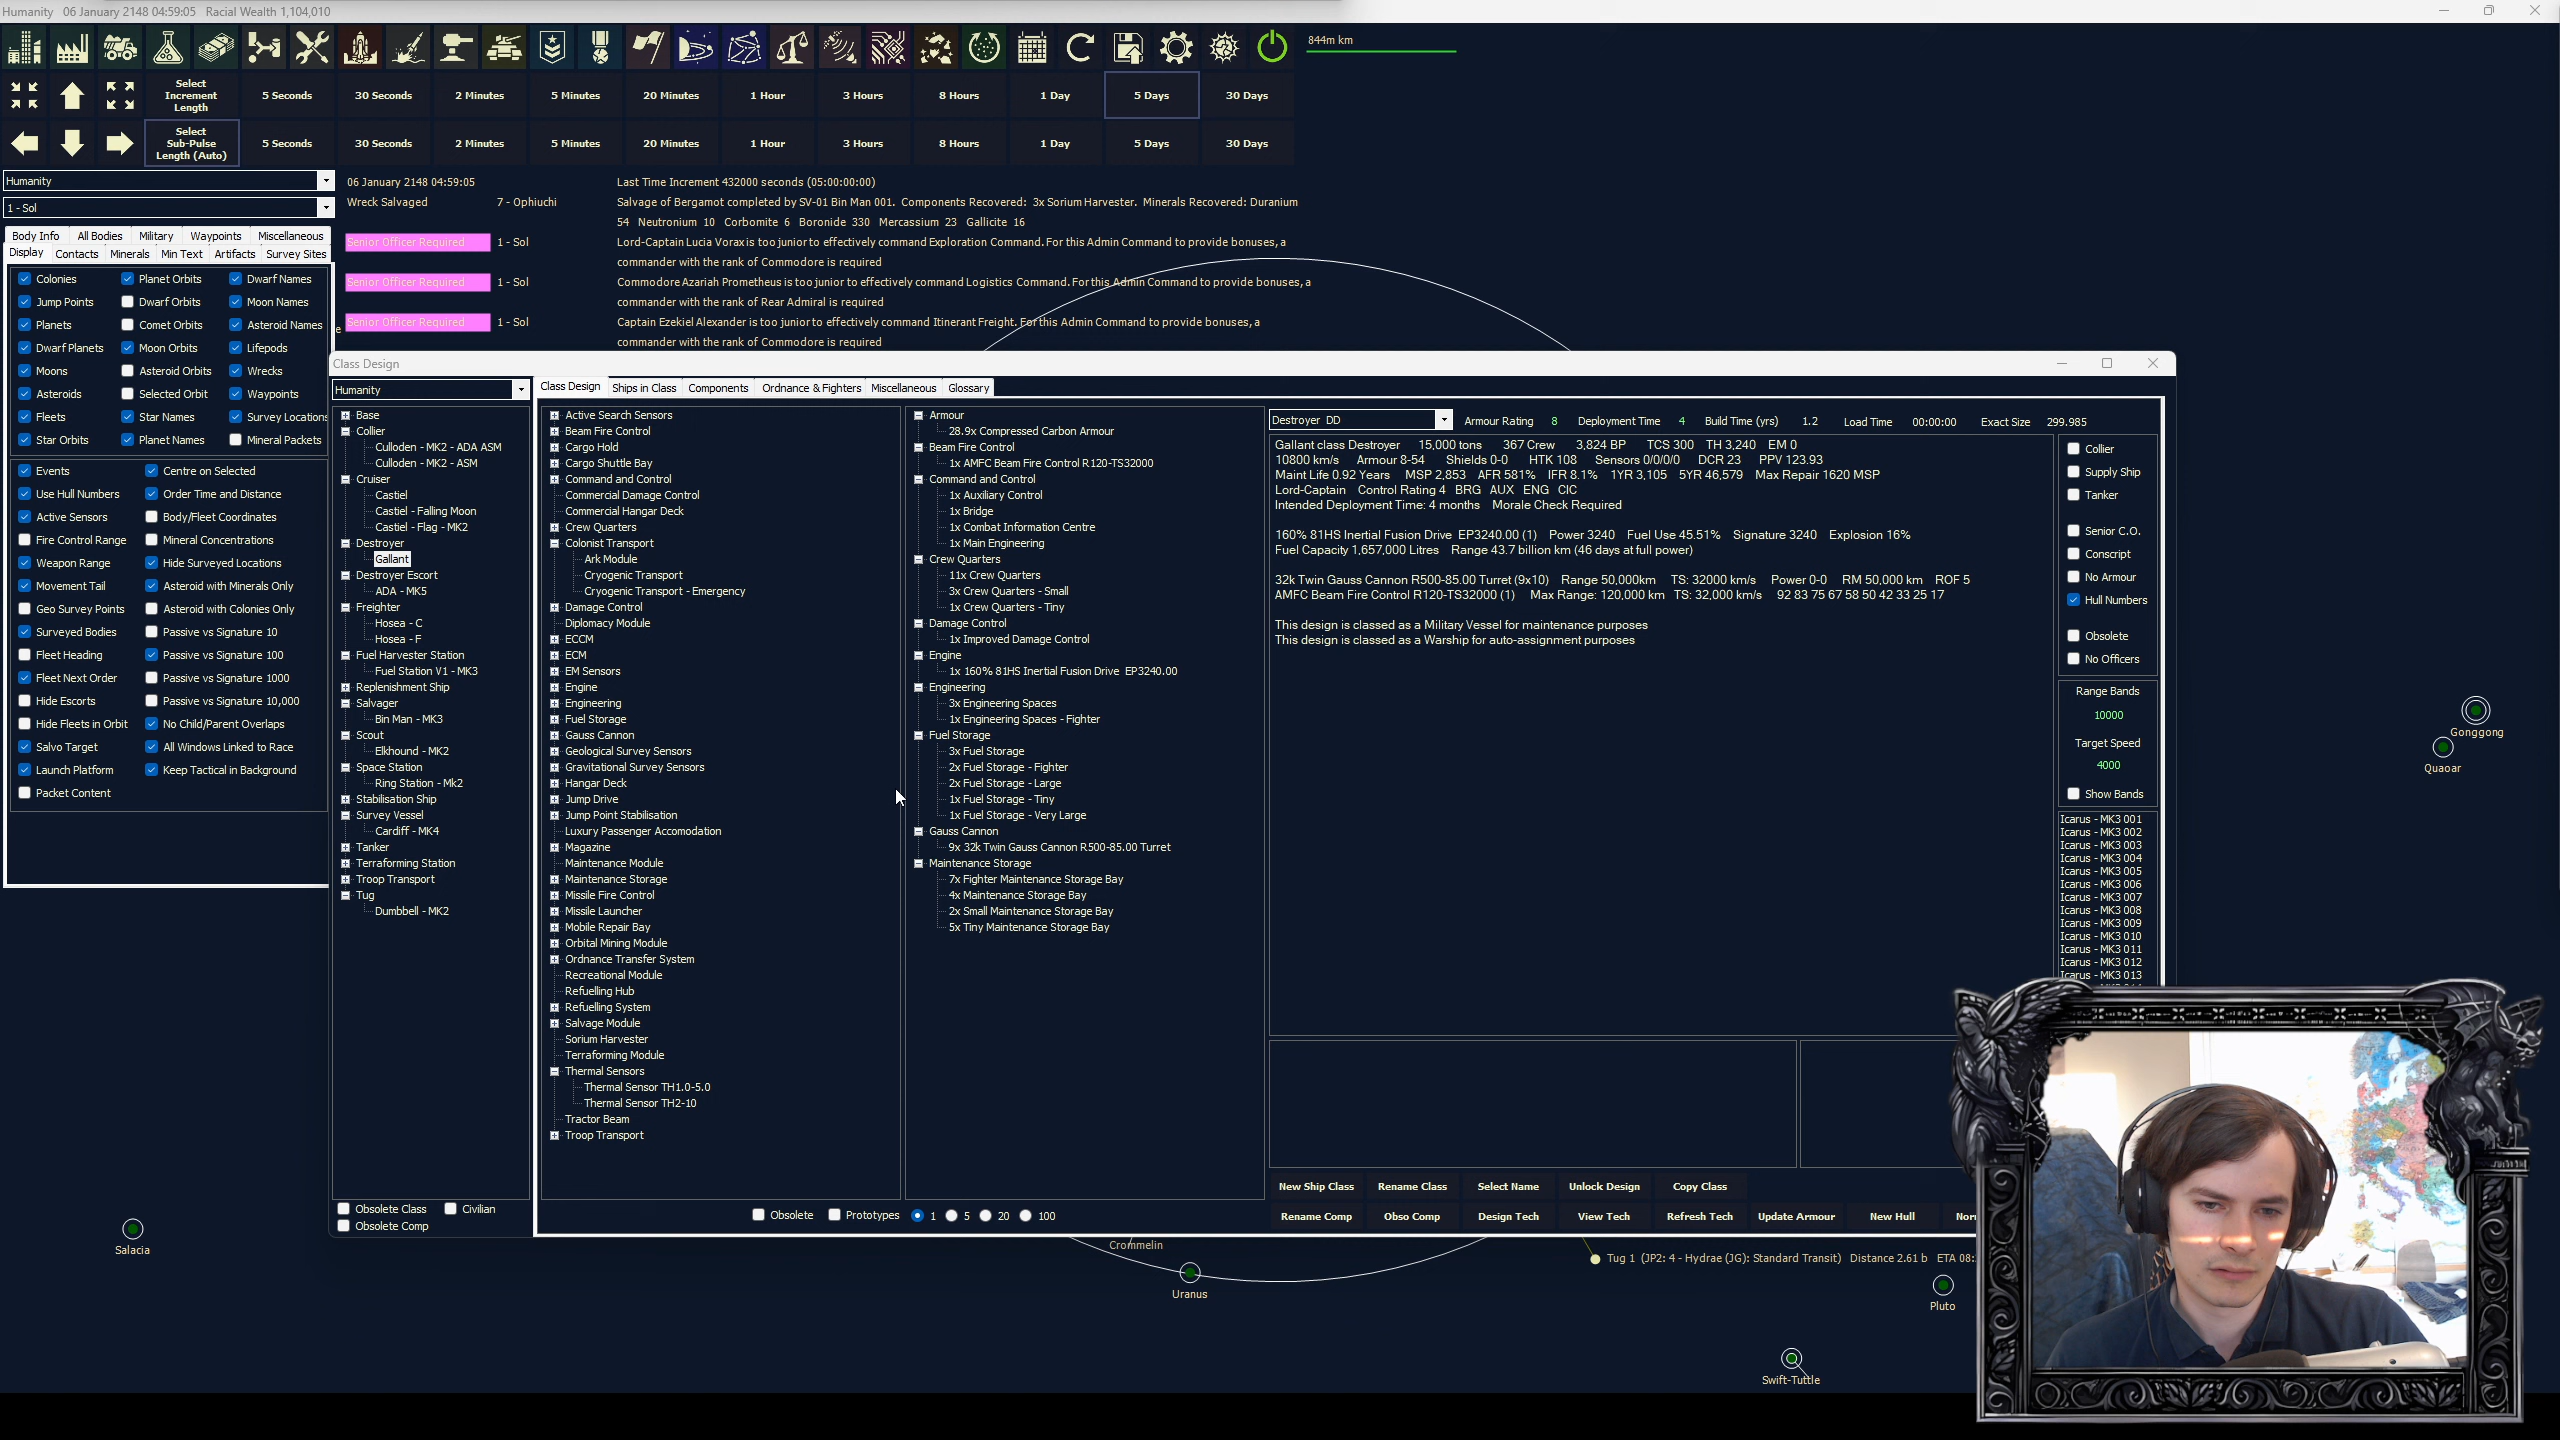 Humanity   06 January 2148 04:59:05   Racial Wealth 1,104,010
844m km
Select Increment Length
5 Seconds
30 Seconds
2 Minutes
5 Minutes
20 Minutes
1 Hour
3 Hours
8 Hours
1 Day
5 Days
30 Days
Select Sub-Pulse Length (Auto)
5 Seconds
30 Seconds
2 Minutes
5 Minutes
20 Minutes
1 Hour
3 Hours
8 Hours
1 Day
5 Days
30 Days
Humanity
1 - Sol
06 January 2148 04:59:05   Last Time Increment 432000 seconds (05:00:00:00)
Wreck Salvaged   7 - Ophiuchi   Salvage of Bergamot completed by SV-01 Bin Man 001.  Components Recovered:  3x Sorium Harvester.  Minerals Recovered: Duranium
54  Neutronium  10  Corbomite  6  Boronide  330  Mercassium  23  Gallicite  16
Senior Officer Required   1 - Sol   Lord-Captain Lucia Vorax is too junior to effectively command Exploration Command. For this Admin Command to provide bonuses, a
commander with the rank of Commodore is required
Senior Officer Required   1 - Sol   Commodore Azariah Prometheus is too junior to effectively command Logistics Command. For this Admin Command to provide bonuses, a
commander with the rank of Rear Admiral is required
Senior Officer Required   1 - Sol   Captain Ezekiel Alexander is too junior to effectively command Itinerant Freight. For this Admin Command to provide bonuses, a
commander with the rank of Commodore is required
Body Info   All Bodies   Military   Waypoints   Miscellaneous
Display   Contacts   Minerals   Min Text   Artifacts   Survey Sites
Colonies   Planet Orbits   Dwarf Names
Jump Points   Dwarf Orbits   Moon Names
Planets   Comet Orbits   Asteroid Names
Dwarf Planets   Moon Orbits   Lifepods
Moons   Asteroid Orbits   Wrecks
Asteroids   Selected Orbit   Waypoints
Fleets   Star Names   Survey Locations
Star Orbits   Planet Names   Mineral Packets
Events   Centre on Selected
Use Hull Numbers   Order Time and Distance
Active Sensors   Body/Fleet Coordinates
Fire Control Range   Mineral Concentrations
Weapon Range   Hide Surveyed Locations
Movement Tail   Asteroid with Minerals Only
Geo Survey Points   Asteroid with Colonies Only
Surveyed Bodies   Passive vs Signature 10
Fleet Heading   Passive vs Signature 100
Fleet Next Order   Passive vs Signature 1000
Hide Escorts   Passive vs Signature 10,000
Hide Fleets in Orbit   No Child/Parent Overlaps
Salvo Target   All Windows Linked to Race
Launch Platform   Keep Tactical in Background
Packet Content
Class Design
Humanity
Class Design   Ships in Class   Components   Ordnance & Fighters   Miscellaneous   Glossary
Base
Collier
Culloden - MK2 - ADA ASM
Culloden - MK2 - ASM
Cruiser
Castiel
Castiel - Falling Moon
Castiel - Flag - MK2
Destroyer
Gallant
Destroyer Escort
ADA - MK5
Freighter
Hosea - C
Hosea - F
Fuel Harvester Station
Fuel Station V1 - MK3
Replenishment Ship
Salvager
Bin Man - MK3
Scout
Elkhound - MK2
Space Station
Ring Station - Mk2
Stabilisation Ship
Survey Vessel
Cardiff - MK4
Tanker
Terraforming Station
Troop Transport
Tug
Dumbbell - MK2
Obsolete Class   Civilian
Obsolete Comp
Active Search Sensors
Beam Fire Control
Cargo Hold
Cargo Shuttle Bay
Command and Control
Commercial Damage Control
Commercial Hangar Deck
Crew Quarters
Colonist Transport
Ark Module
Cryogenic Transport
Cryogenic Transport - Emergency
Damage Control
Diplomacy Module
ECCM
ECM
EM Sensors
Engine
Engineering
Fuel Storage
Gauss Cannon
Geological Survey Sensors
Gravitational Survey Sensors
Hangar Deck
Jump Drive
Jump Point Stabilisation
Luxury Passenger Accomodation
Magazine
Maintenance Module
Maintenance Storage
Missile Fire Control
Missile Launcher
Mobile Repair Bay
Orbital Mining Module
Ordnance Transfer System
Recreational Module
Refuelling Hub
Refuelling System
Salvage Module
Sorium Harvester
Terraforming Module
Thermal Sensors
Thermal Sensor TH1.0-5.0
Thermal Sensor TH2-10
Tractor Beam
Troop Transport
Obsolete   Prototypes   1   5   20   100
Armour
28.9x Compressed Carbon Armour
Beam Fire Control
1x AMFC Beam Fire Control R120-TS32000
Command and Control
1x Auxiliary Control
1x Bridge
1x Combat Information Centre
1x Main Engineering
Crew Quarters
11x Crew Quarters
3x Crew Quarters - Small
1x Crew Quarters - Tiny
Damage Control
1x Improved Damage Control
Engine
1x 160% 81HS Inertial Fusion Drive  EP3240.00
Engineering
3x Engineering Spaces
1x Engineering Spaces - Fighter
Fuel Storage
3x Fuel Storage
2x Fuel Storage - Fighter
2x Fuel Storage - Large
1x Fuel Storage - Tiny
1x Fuel Storage - Very Large
Gauss Cannon
9x 32k Twin Gauss Cannon R500-85.00 Turret
Maintenance Storage
7x Fighter Maintenance Storage Bay
4x Maintenance Storage Bay
2x Small Maintenance Storage Bay
5x Tiny Maintenance Storage Bay
Destroyer  DD   Armour Rating   8   Deployment Time   4   Build Time (yrs)   1.2   Load Time   00:00:00   Exact Size   299.985
Gallant class Destroyer      15,000 tons      367 Crew      3,824 BP      TCS 300    TH 3,240    EM 0
10800 km/s    Armour 8-54    Shields 0-0    HTK 108    Sensors 0/0/0/0    DCR 23    PPV 123.93
Maint Life 0.92 Years    MSP 2,853    AFR 581%    IFR 8.1%    1YR 3,105    5YR 46,579    Max Repair 1620 MSP
Lord-Captain    Control Rating 4   BRG   AUX   ENG   CIC
Intended Deployment Time: 4 months    Morale Check Required
160% 81HS Inertial Fusion Drive  EP3240.00 (1)    Power 3240    Fuel Use 45.51%    Signature 3240    Explosion 16%
Fuel Capacity 1,657,000 Litres    Range 43.7 billion km (46 days at full power)
32k Twin Gauss Cannon R500-85.00 Turret (9x10)    Range 50,000km    TS: 32000 km/s    Power 0-0    RM 50,000 km    ROF 5
AMFC Beam Fire Control R120-TS32000 (1)    Max Range: 120,000 km   TS: 32,000 km/s    92 83 75 67 58 50 42 33 25 17
This design is classed as a Military Vessel for maintenance purposes
This design is classed as a Warship for auto-assignment purposes
Collier
Supply Ship
Tanker
Senior C.O.
Conscript
No Armour
Hull Numbers
Obsolete
No Officers
Range Bands
10000
Target Speed
4000
Show Bands
Icarus - MK3 001
Icarus - MK3 002
Icarus - MK3 003
Icarus - MK3 004
Icarus - MK3 005
Icarus - MK3 006
Icarus - MK3 007
Icarus - MK3 008
Icarus - MK3 009
Icarus - MK3 010
Icarus - MK3 011
Icarus - MK3 012
Icarus - MK3 013
New Ship Class   Rename Class   Select Name   Unlock Design   Copy Class
Rename Comp   Obso Comp   Design Tech   View Tech   Refresh Tech   Update Armour   New Hull
Gonggong
Quaoar
Salacia
Crommelin
Uranus
Tug 1  (JP2: 4 - Hydrae (JG): Standard Transit)   Distance 2.61 b   ETA 08:
Pluto
Swift-Tuttle